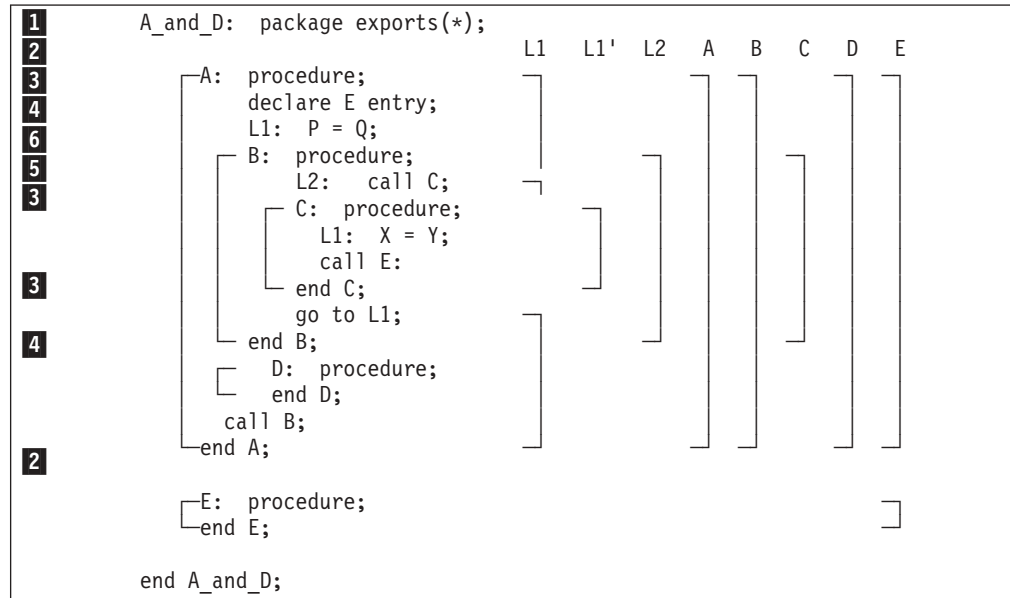 1 A_and_D: package exports(*);
2 L1 L1' L2 A B C D E
3 A: procedure;
4 declare E entry;
L1: P = Q;
6 B: procedure;
5 L2: call C;
3 C: procedure;
L1: X = Y;
call E:
3 end C;
go to L1;
4 end B;
D: procedure;
end D;
call B;
end A;
2
E: procedure;
end E;
end A_and_D;